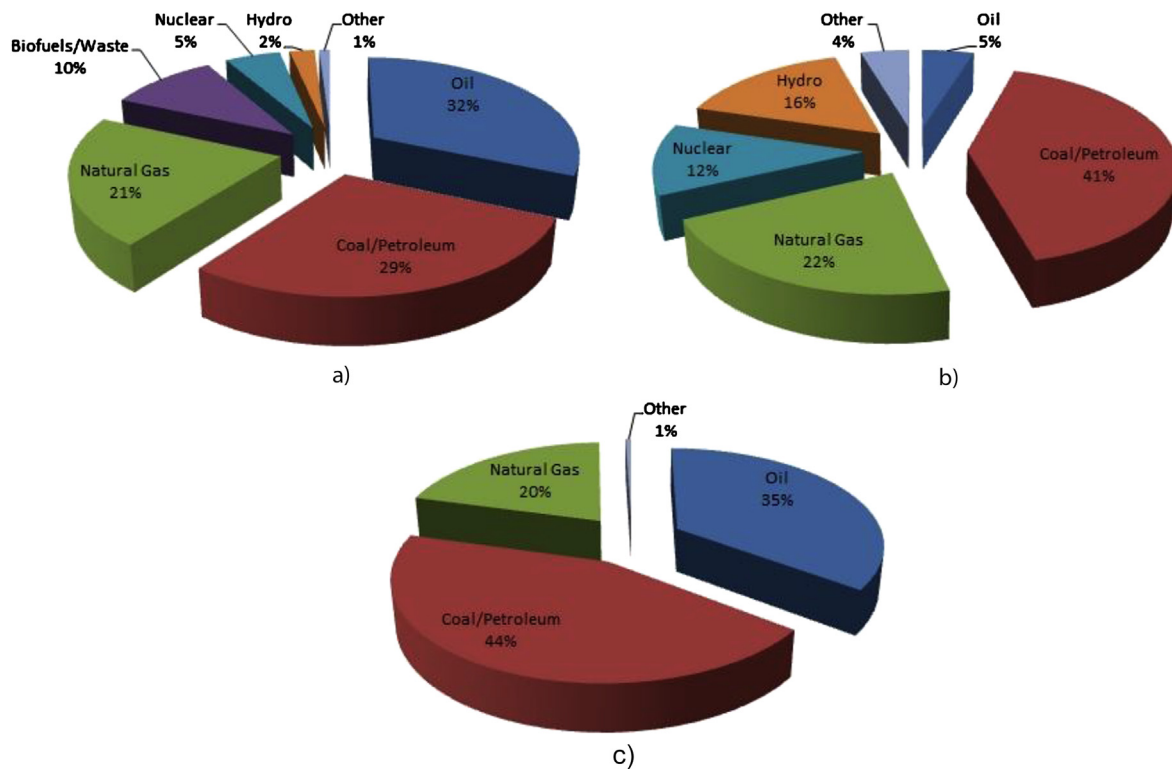 Biofuels/Waste
10%
Nuclear
5%
Hydro
2%
Other
1%
Oil
32%
Natural Gas
21%
Coal/Petroleum
29%
a)
Other
4%
Oil
5%
Hydro
16%
Coal/Petroleum
41%
Nuclear
12%
Natural Gas
22%
b)
Other
1%
Natural Gas
20%
Oil
35%
Coal/Petroleum
44%
c)